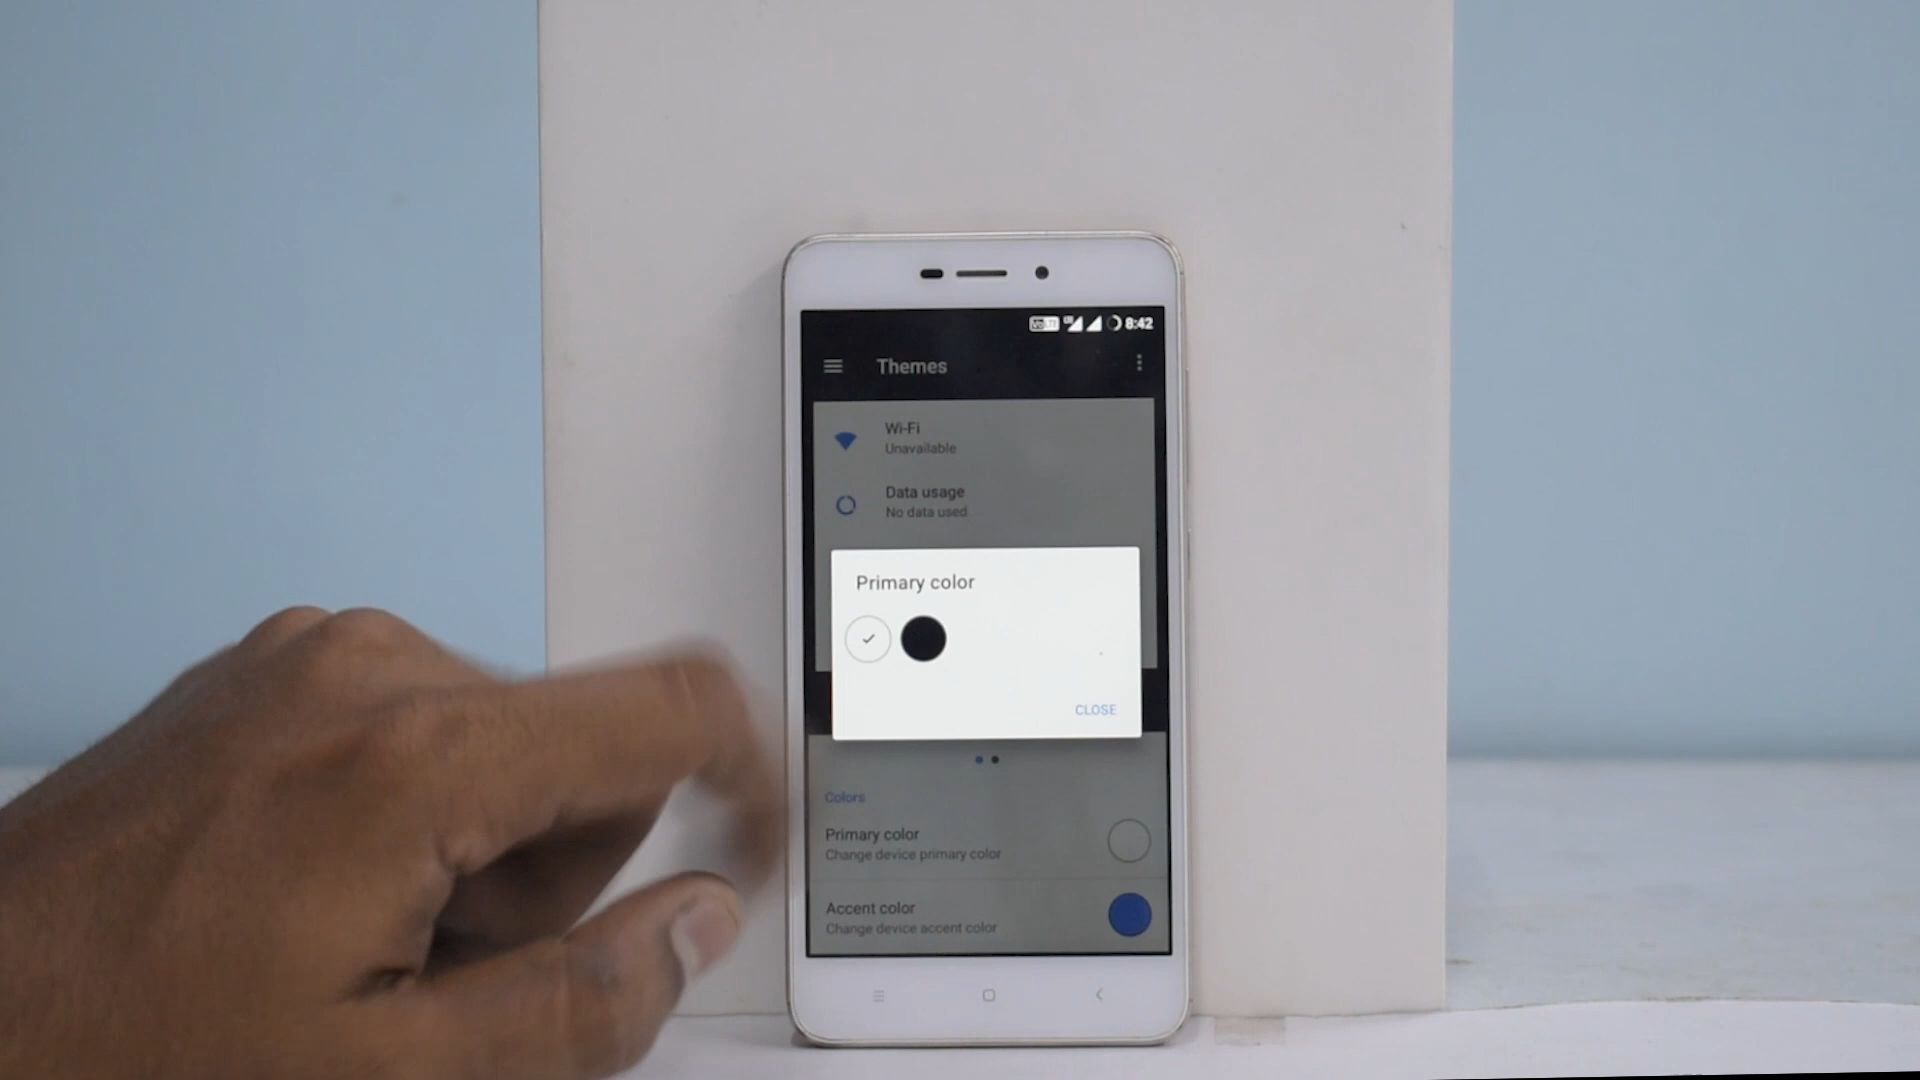 VoLTE 8:42
Themes
Wi-Fi
Unavailable
Data usage
No data used
Primary color
CLOSE
Colors
Primary color
Change device primary color
Accent color
Change device accent color